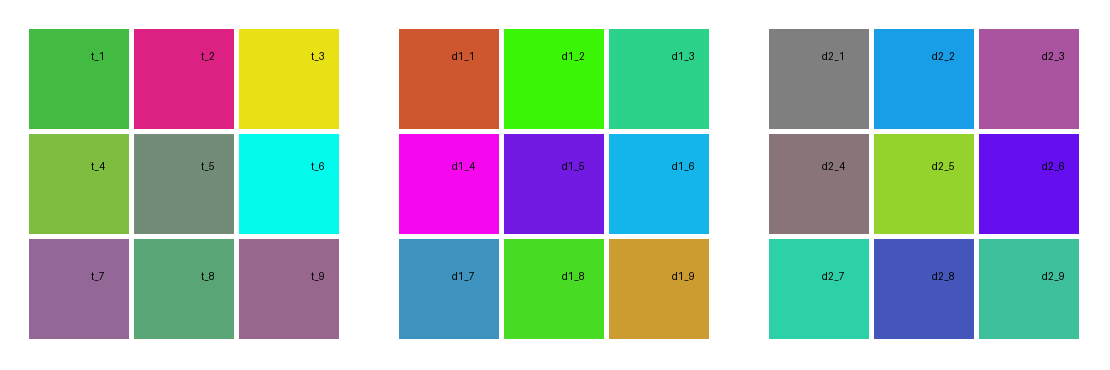 t_1 t_2 t_3 d1_1 d1_2 d1_3 d2_1 d2_2 d2_3
t_4 t_5 t_6 d1_4 d1_5 d1_6 d2_4 d2_5 d2_6
t_7 t_8 t_9 d1_7 d1_8 d1_9 d2_7 d2_8 d2_9